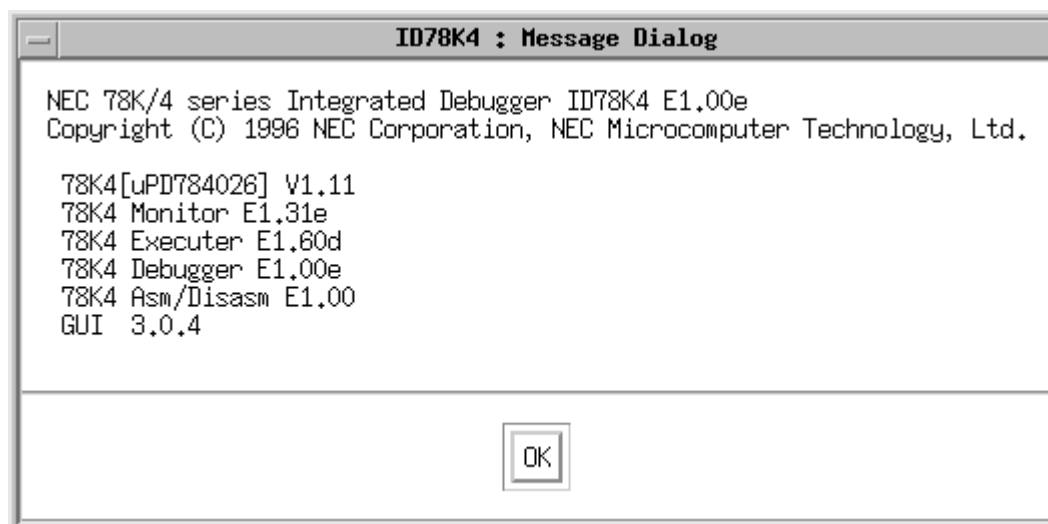 ID78K4 : Message Dialog
NEC 78K/4 series Integrated Debugger ID78K4 E1.00e
Copyright (C) 1996 NEC Corporation, NEC Microcomputer Technology, Ltd.
78K4[uPD784026] V1.11
78K4 Monitor E1.31e
78K4 Executer E1.60d
78K4 Debugger E1.00e
78K4 Asm/Disasm E1.00
GUI 3.0.4
OK